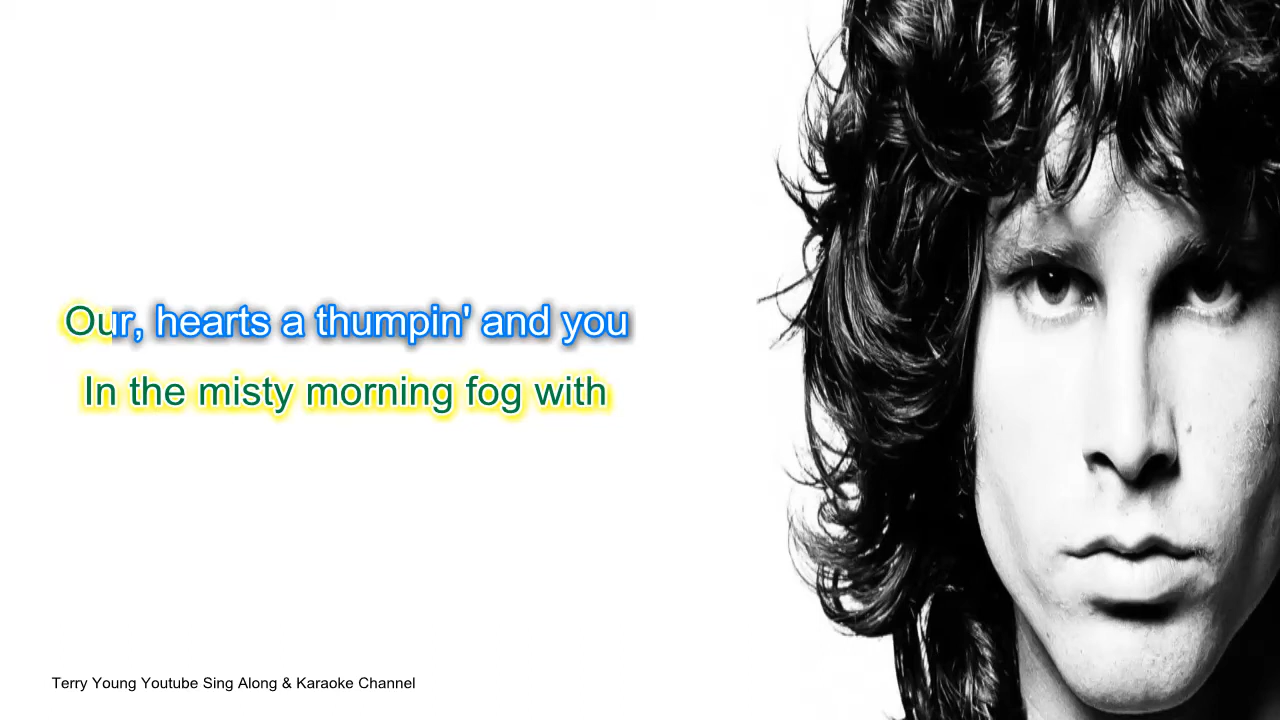 Our, hearts a thumpin' and you
In the misty morning fog with
Terry Young Youtube Sing Along & Karaoke Channel